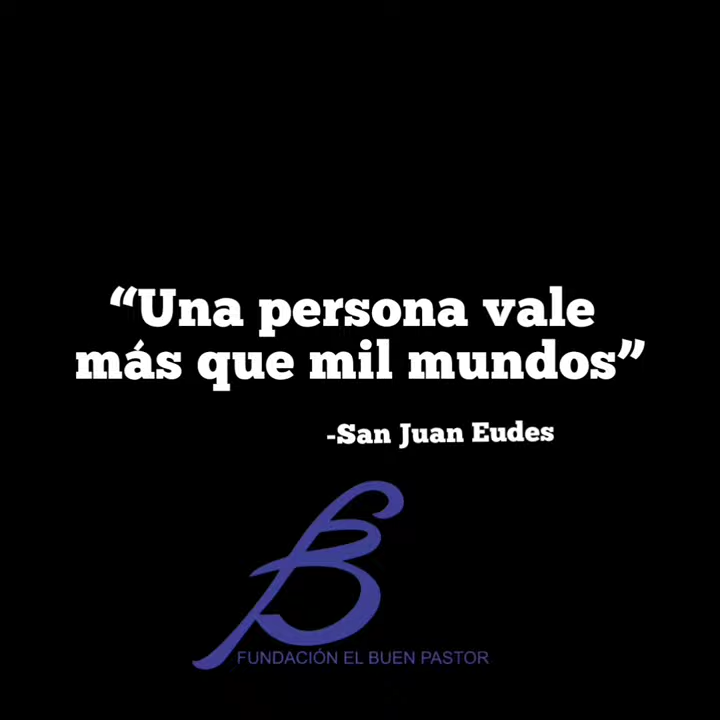 “Una persona vale
más que mil mundos”
-San Juan Eudes
FUNDACIÓN EL BUEN PASTOR